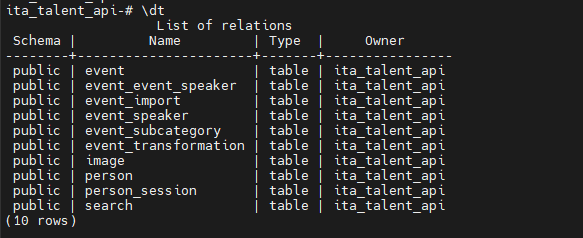 ita_talent_api-# \dt
List of relations
Schema | Name | Type | Owner
--------+----------------------+-------+----------------
public | event | table | ita_talent_api
public | event_event_speaker | table | ita_talent_api
public | event_import | table | ita_talent_api
public | event_speaker | table | ita_talent_api
public | event_subcategory | table | ita_talent_api
public | event_transformation | table | ita_talent_api
public | image | table | ita_talent_api
public | person | table | ita_talent_api
public | person_session | table | ita_talent_api
public | search | table | ita_talent_api
(10 rows)